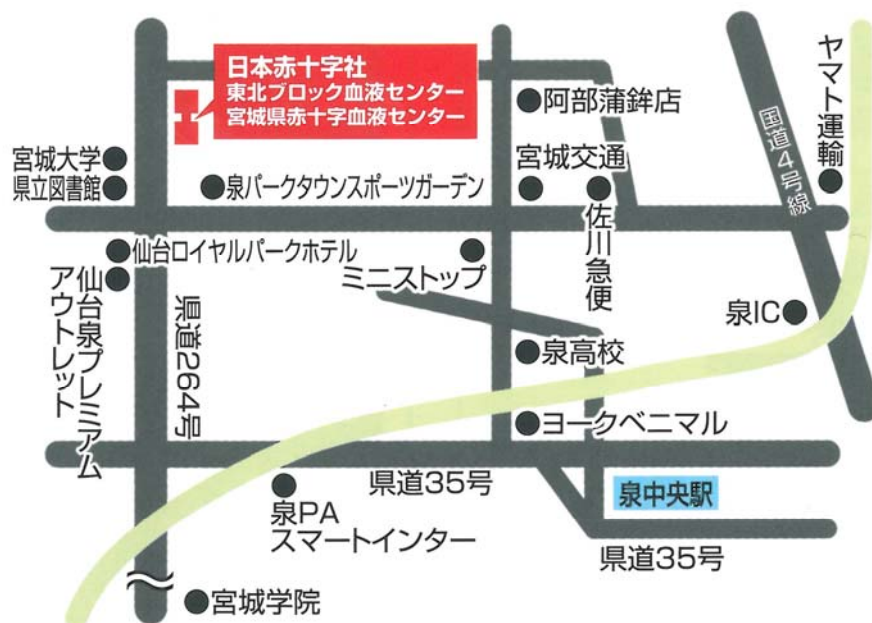 日本赤十字社
東北ブロック血液センター
宮城県赤十字血液センター
ヤマト運輸
阿部蒲鉾店
国道4号線
宮城大学
県立図書館
泉パークタウンスポーツガーデン
宮城交通
佐川急便
仙台ロイヤルパークホテル
ミニストップ
仙台泉プレミアム
アウトレット
県道264号
泉IC
泉高校
ヨークベニマル
県道35号
泉PA
スマートインター
泉中央駅
県道35号
宮城学院